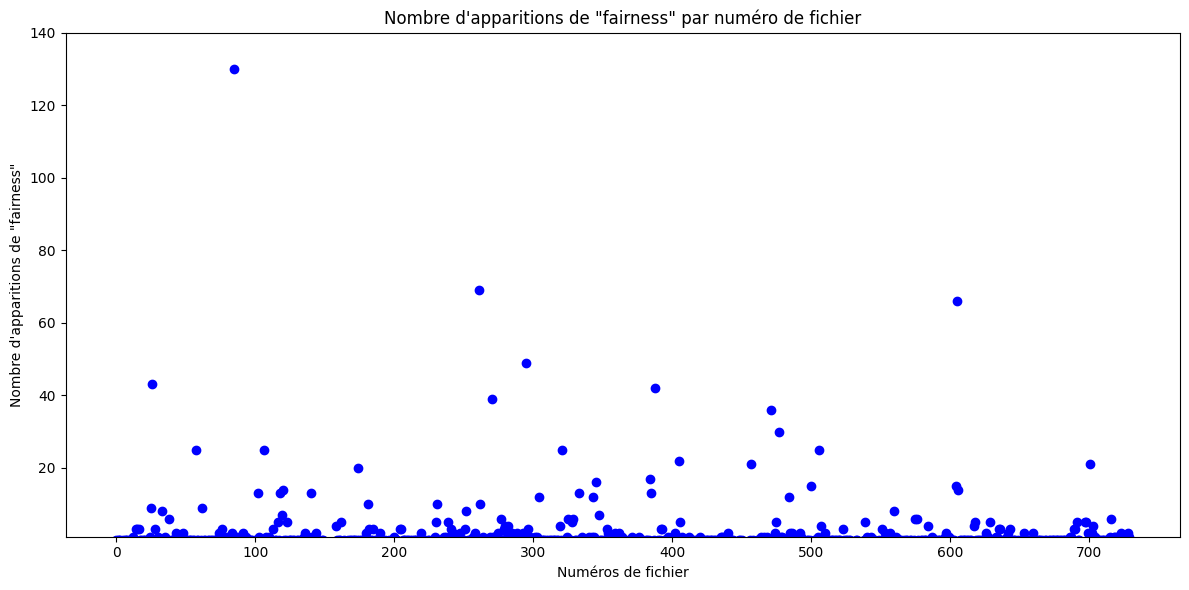 Nombre d'apparitions de "fairness" par numéro de fichier
Nombre d'apparitions de "fairness"
140
120
100
80
60
40
20
0 100 200 300 400 500 600 700
Numéros de fichier